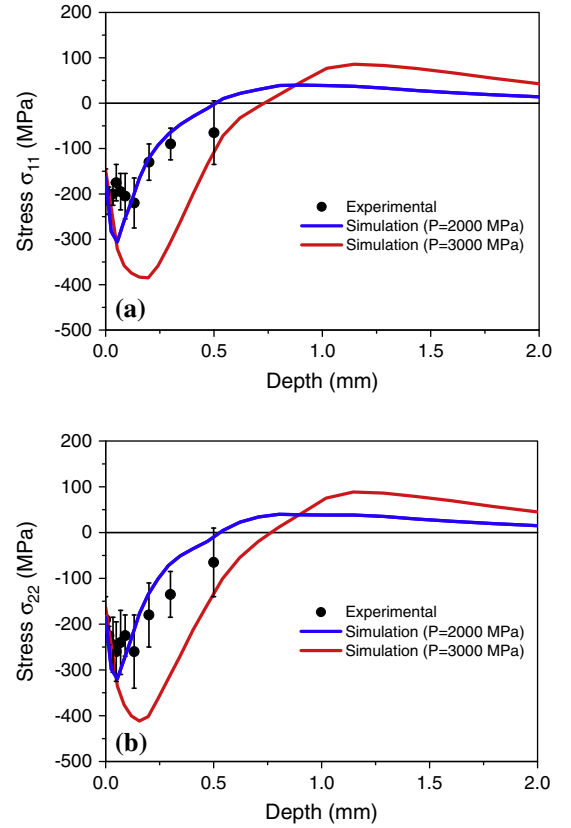 200
100
0
-100
-200
-300
-400
-500
Stress σ11 (MPa)
Experimental
Simulation (P=2000 MPa)
Simulation (P=3000 MPa)
(a)
0.0 0.5 1.0 1.5 2.0
Depth (mm)
200
100
0
-100
-200
-300
-400
-500
Stress σ22 (MPa)
Experimental
Simulation (P=2000 MPa)
Simulation (P=3000 MPa)
(b)
0.0 0.5 1.0 1.5 2.0
Depth (mm)